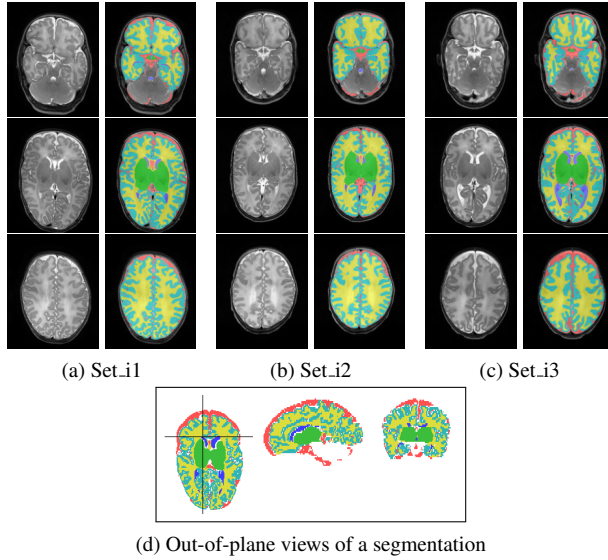 (a) Set_i1
(b) Set_i2
(c) Set_i3
(d) Out-of-plane views of a segmentation